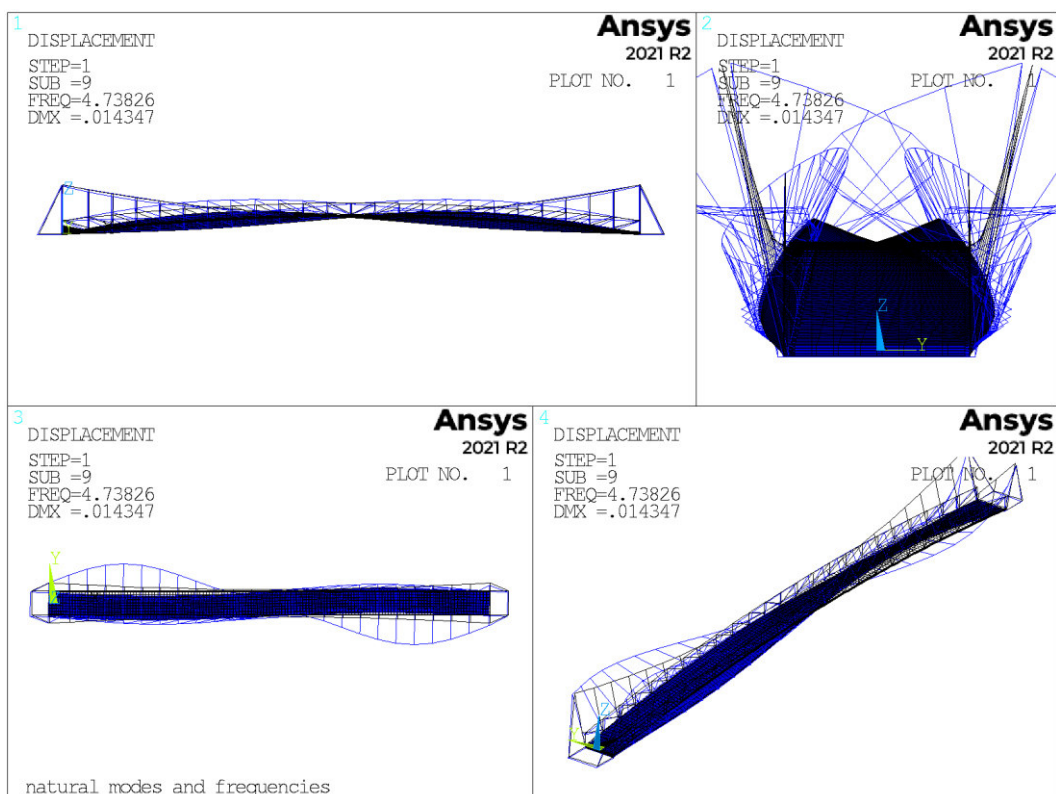 1
Ansys
2021 R2
DISPLACEMENT
STEP=1
SUB =9
FREQ=4.73826
DMX =.014347
PLOT NO. 1
Z
2
Ansys
2021 R2
DISPLACEMENT
STEP=1
SUB =9
FREQ=4.73826
DMX =.014347
PLOT NO. 1
Z
Y
3
Ansys
2021 R2
DISPLACEMENT
STEP=1
SUB =9
FREQ=4.73826
DMX =.014347
PLOT NO. 1
Y
natural modes and frequencies
4
Ansys
2021 R2
DISPLACEMENT
STEP=1
SUB =9
FREQ=4.73826
DMX =.014347
PLOT NO. 1
Z
Y